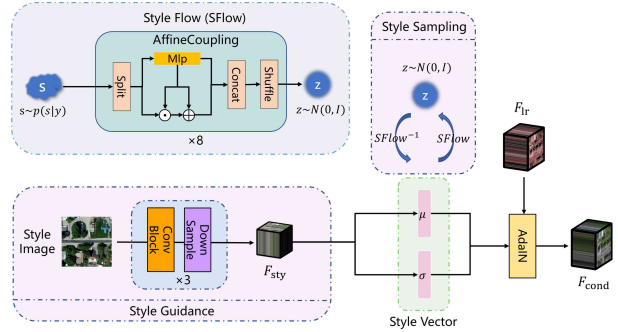 Style Flow (SFlow)
AffineCoupling
Mlp
S
Split
Concat
Shuffle
z
s~p(s|y)
z~N(0, I)
×8
Style Sampling
z~N(0, I)
z
SFlow⁻¹
SFlow
F_lr
Style
Image
Conv
Block
Down
Sample
×3
F_sty
Style Guidance
μ
σ
Style Vector
AdaIN
F_cond